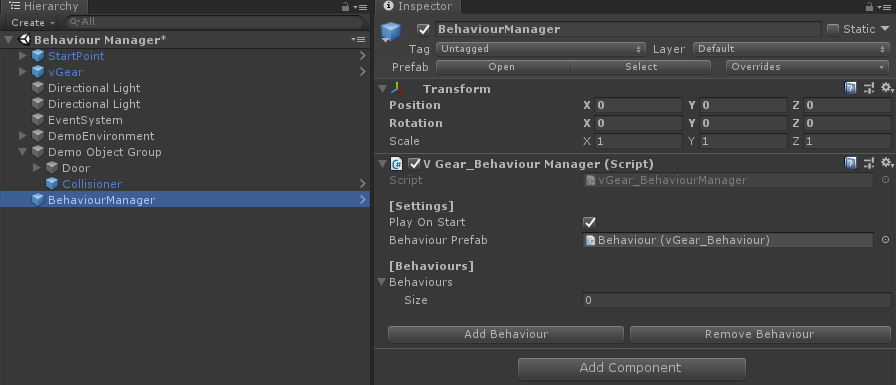 Hierarchy
Create
All
Behaviour Manager*
StartPoint
vGear
Directional Light
Directional Light
EventSystem
DemoEnvironment
Demo Object Group
Door
Collisioner
BehaviourManager
Inspector
BehaviourManager Static
Tag Untagged Layer Default
Prefab Open Select Overrides
Transform
Position X 0 Y 0 Z 0
Rotation X 0 Y 0 Z 0
Scale X 1 Y 1 Z 1
V Gear_Behaviour Manager (Script)
Script vGear_BehaviourManager
[Settings]
Play On Start
Behaviour Prefab Behaviour (vGear_Behaviour)
[Behaviours]
Behaviours
Size 0
Add Behaviour Remove Behaviour
Add Component